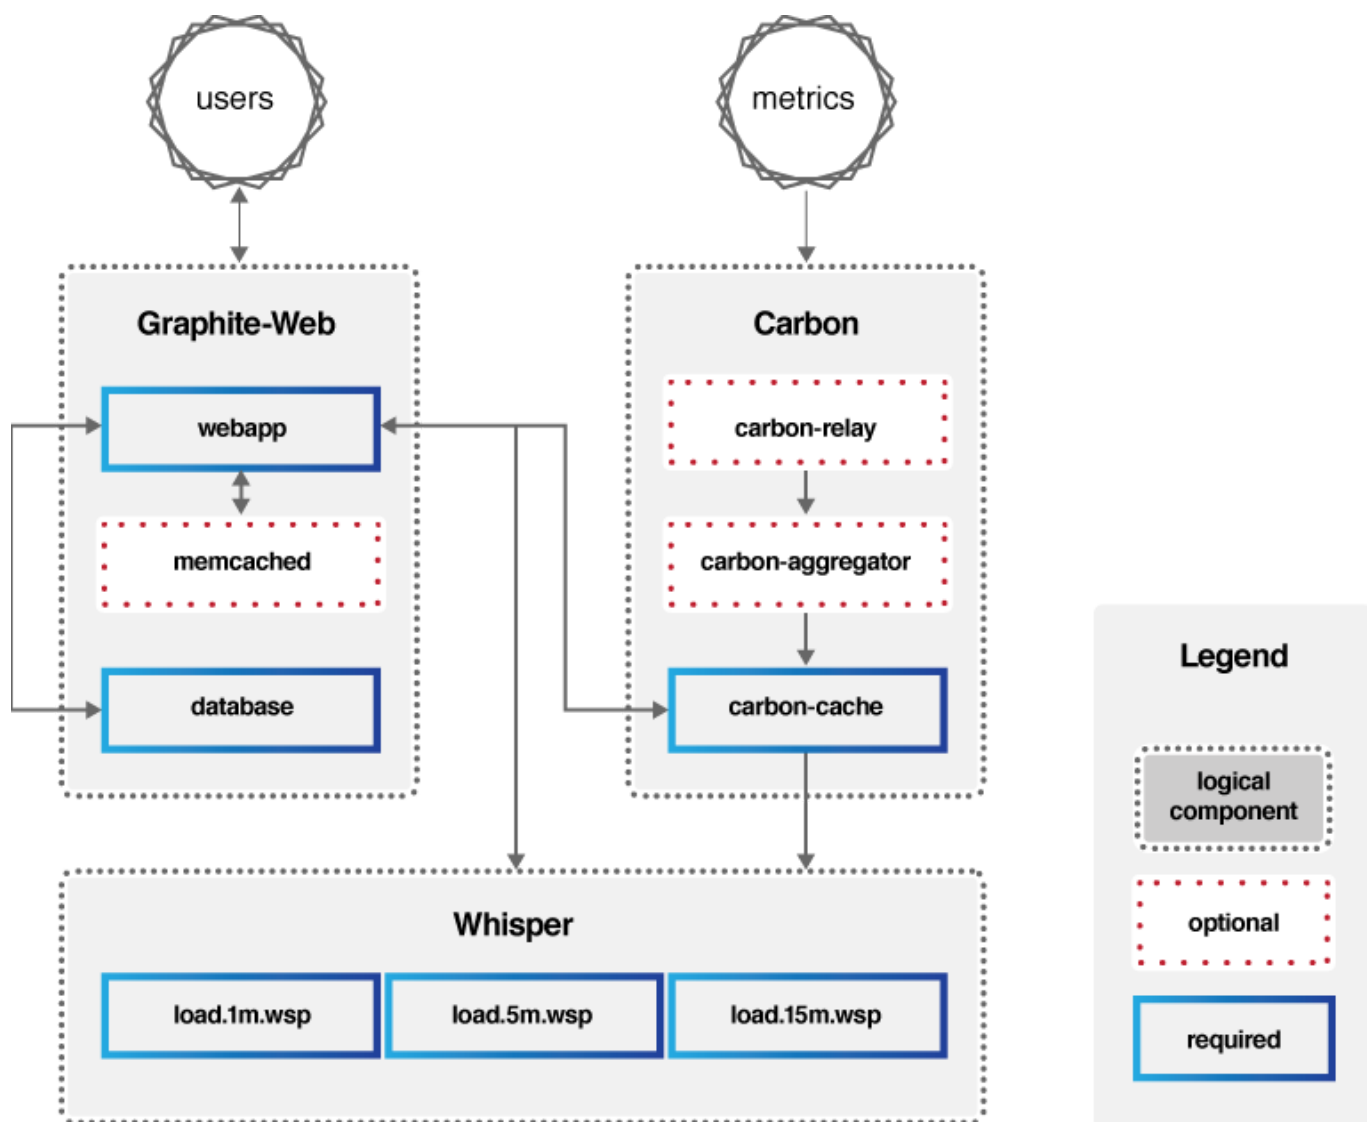 users
metrics
Graphite-Web
webapp
memcached
database
Carbon
carbon-relay
carbon-aggregator
carbon-cache
Whisper
load.1m.wsp
load.5m.wsp
load.15m.wsp
Legend
logical
component
optional
required